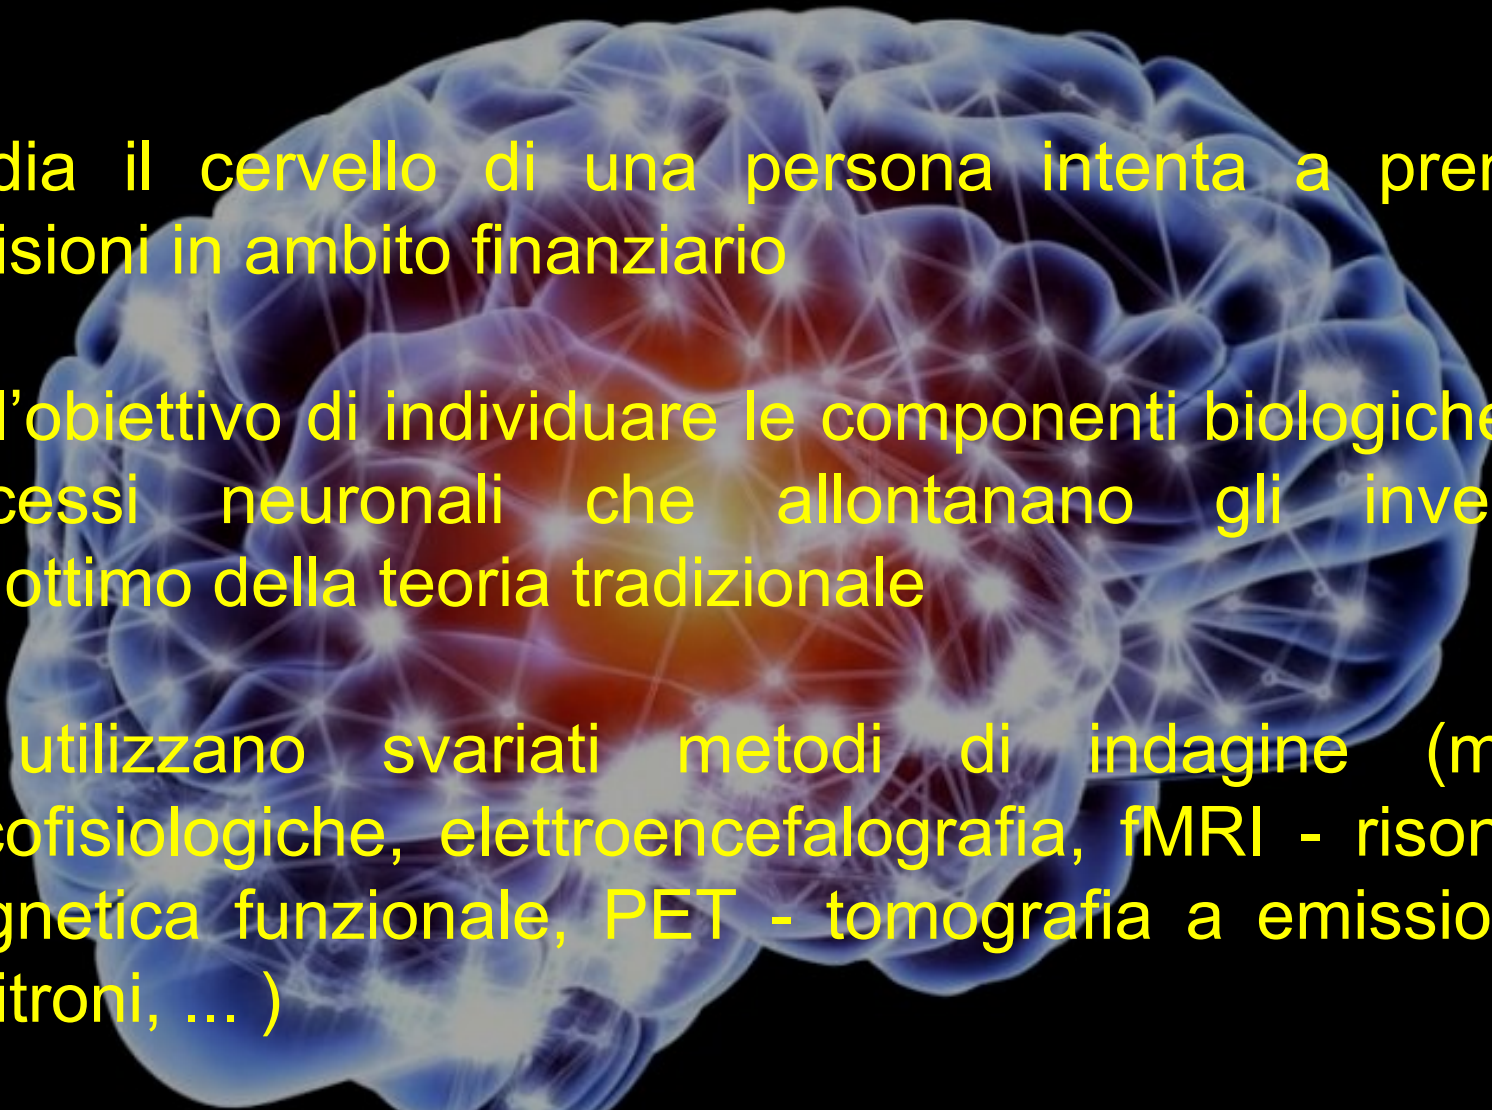 dia il cervello di una persona intenta a prer
isioni in ambito finanziario
l’obiettivo di individuare le componenti biologiche
cessi neuronali che allontanano gli inve
ottimo della teoria tradizionale
utilizzano svariati metodi di indagine (m
cofisiologiche, elettroencefalografia, fMRI - rison
gnetica funzionale, PET - tomografia a emissio
itroni, ... )